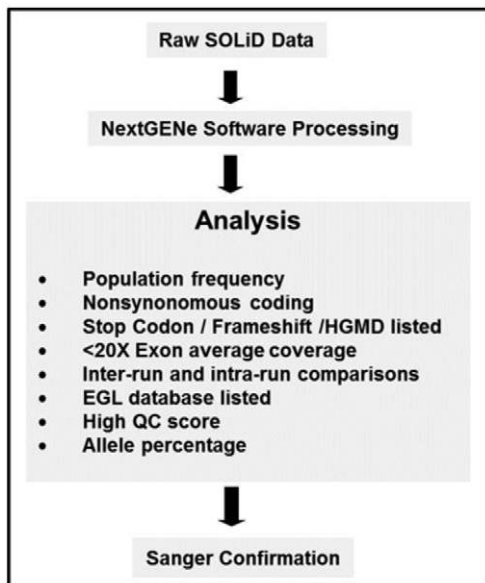 Raw SOLiD Data
NextGENe Software Processing
Analysis
• Population frequency
• Nonsynonomous coding
• Stop Codon / Frameshift /HGMD listed
• <20X Exon average coverage
• Inter-run and intra-run comparisons
• EGL database listed
• High QC score
• Allele percentage
Sanger Confirmation